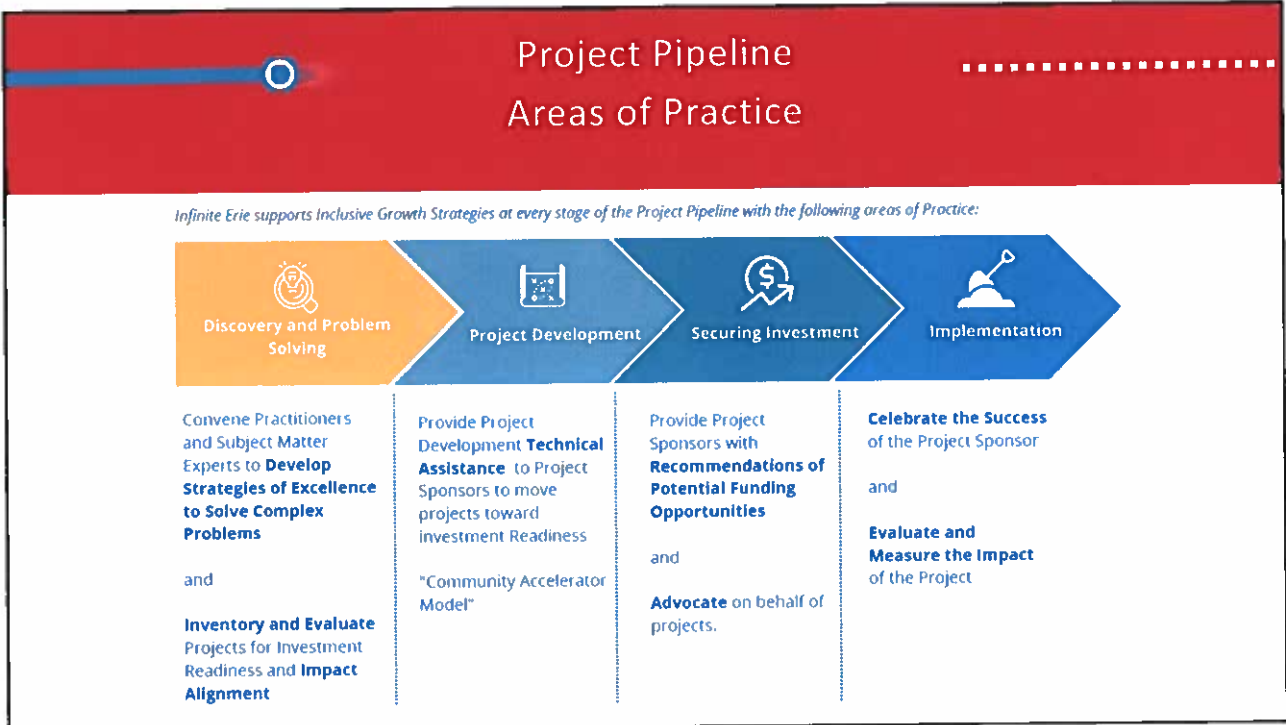 Project Pipeline
Areas of Practice
Infinite Erie supports Inclusive Growth Strategies at every stage of the Project Pipeline with the following areas of Practice:
Discovery and Problem
Solving
Project Development
Securing Investment
Implementation
Convene Practitioners
and Subject Matter
Experts to Develop
Strategies of Excellence
to Solve Complex
Problems
and
Inventory and Evaluate
Projects for Investment
Readiness and Impact
Alignment
Provide Project
Development Technical
Assistance to Project
Sponsors to move
projects toward
investment Readiness
"Community Accelerator
Model"
Provide Project
Sponsors with
Recommendations of
Potential Funding
Opportunities
and
Advocate on behalf of
projects.
Celebrate the Success
of the Project Sponsor
and
Evaluate and
Measure the Impact
of the Project